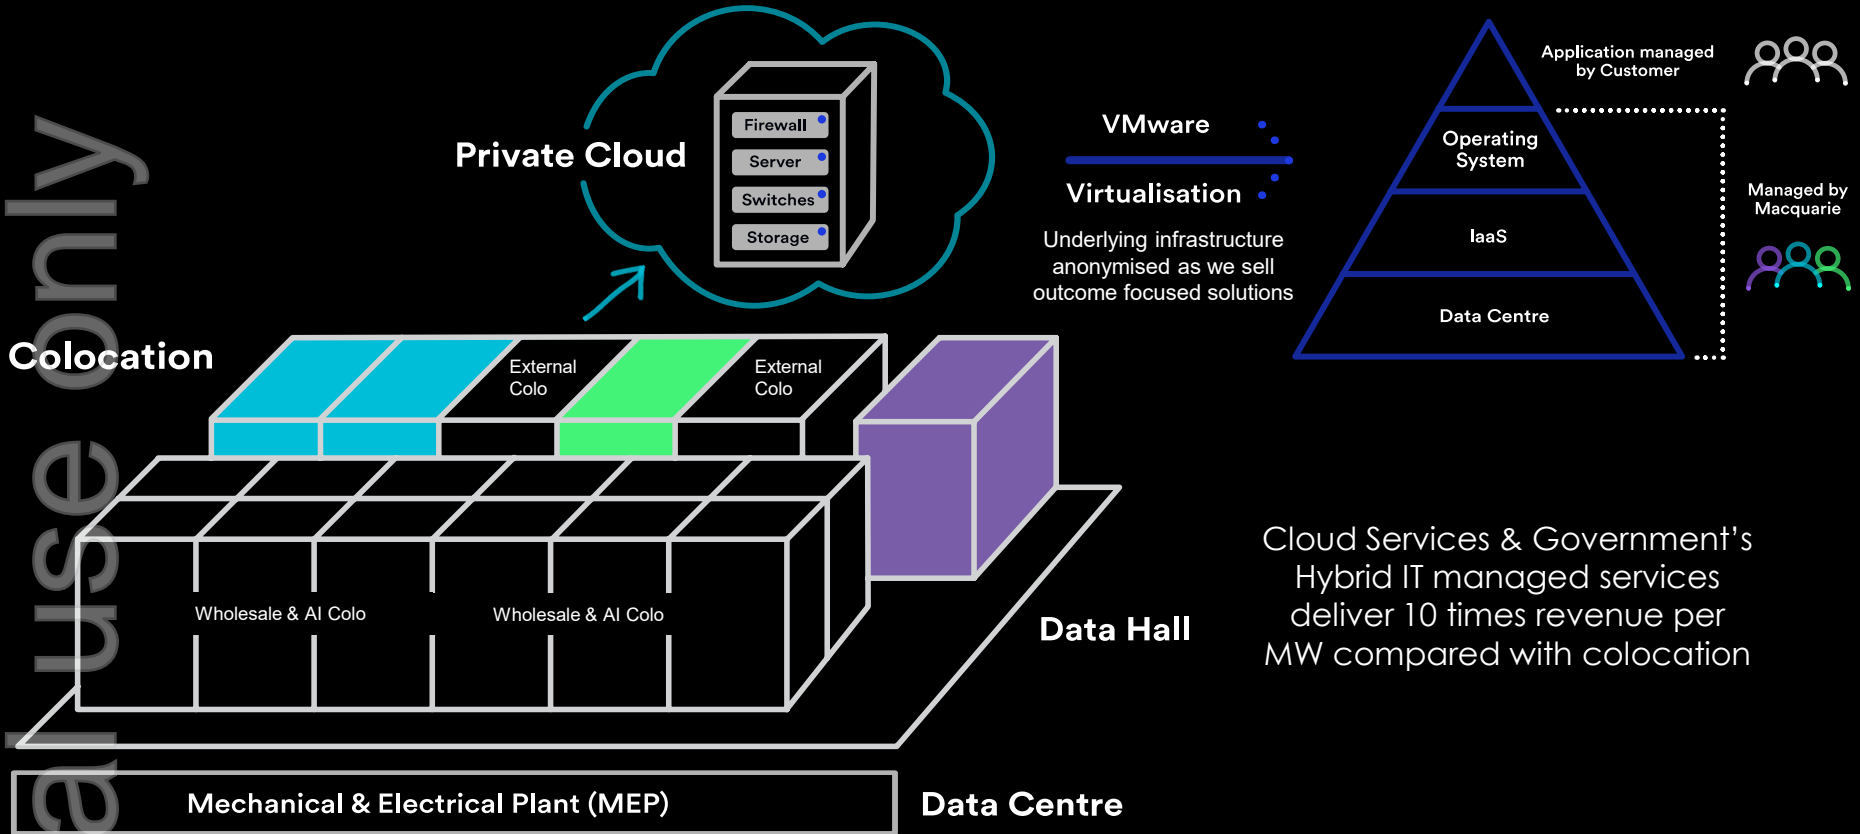 Private Cloud
Firewall
Server
Switches
Storage
VMware
Virtualisation
Underlying infrastructure
anonymised as we sell
outcome focused solutions
Application managed
by Customer
Operating
System
IaaS
Data Centre
Managed by
Macquarie
Colocation
External
Colo
External
Colo
Wholesale & AI Colo
Wholesale & AI Colo
Data Hall
Cloud Services & Government’s
Hybrid IT managed services
deliver 10 times revenue per
MW compared with colocation
Mechanical & Electrical Plant (MEP)
Data Centre
al use only